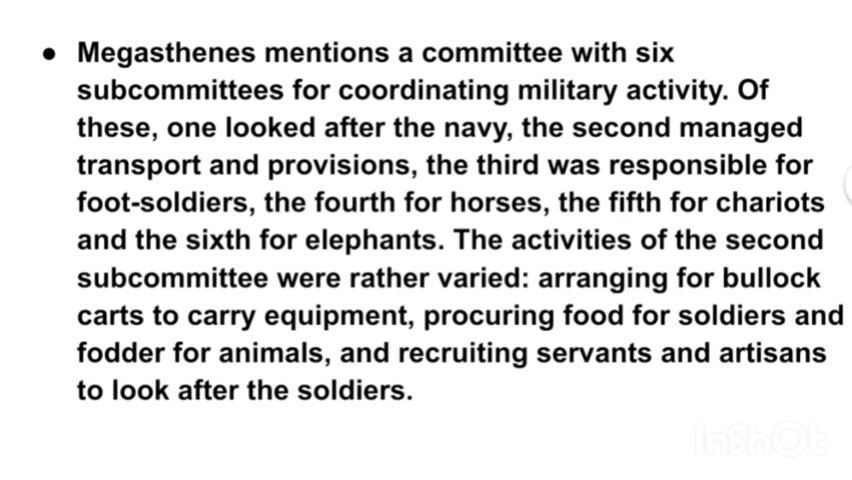 ● Megasthenes mentions a committee with six
subcommittees for coordinating military activity. Of
these, one looked after the navy, the second managed
transport and provisions, the third was responsible for
foot-soldiers, the fourth for horses, the fifth for chariots
and the sixth for elephants. The activities of the second
subcommittee were rather varied: arranging for bullock
carts to carry equipment, procuring food for soldiers and
fodder for animals, and recruiting servants and artisans
to look after the soldiers.
InShOt